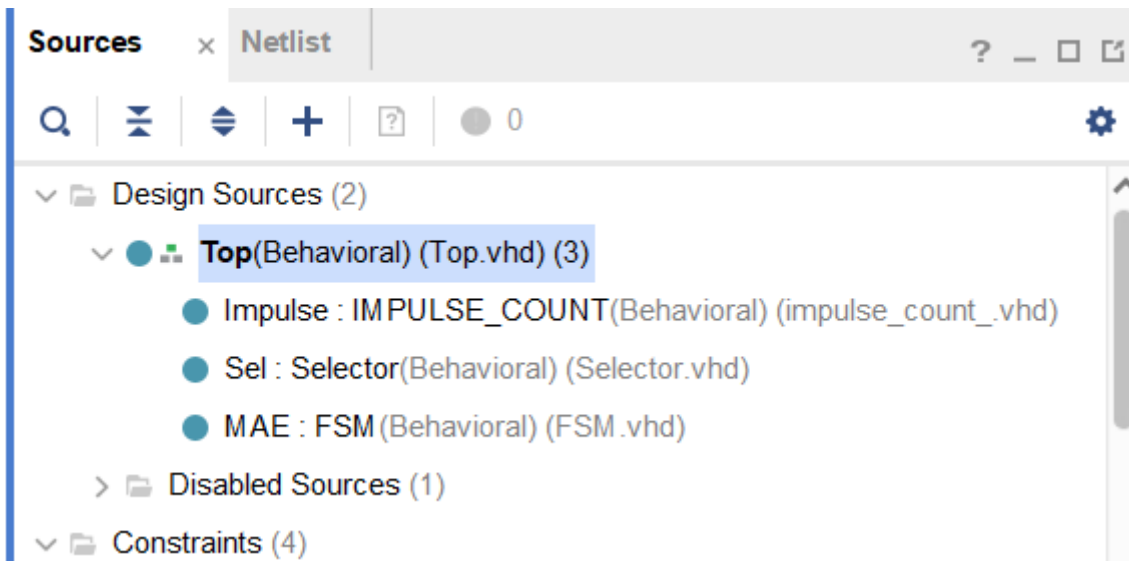 Sources × Netlist ? _
0
Design Sources (2)
Top(Behavioral) (Top.vhd) (3)
Impulse : IMPULSE_COUNT(Behavioral) (impulse_count_.vhd)
Sel : Selector(Behavioral) (Selector.vhd)
MAE : FSM(Behavioral) (FSM.vhd)
Disabled Sources (1)
Constraints (4)